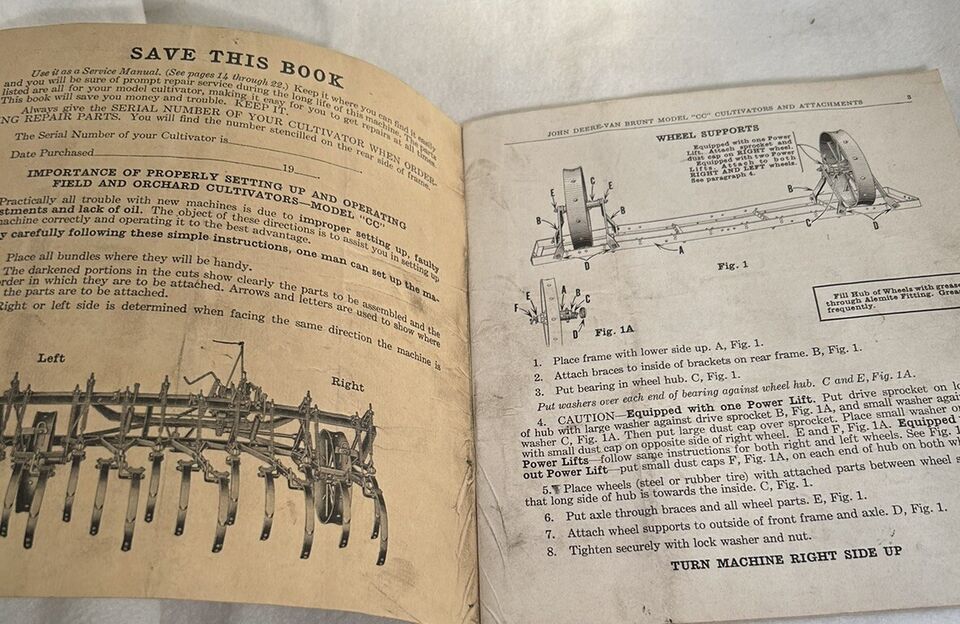 SAVE THIS BOOK
Use it as a Service Manual. (See pages 14 through 22.) Keep it where you can find it easily
and you will be sure of prompt repair service during the long life of this machine. The parts
listed are all for your model cultivator, making it easy for you to get repairs at all times.
This book will save you money and trouble. KEEP IT.
Always give the SERIAL NUMBER OF YOUR CULTIVATOR WHEN ORDER-
ING REPAIR PARTS. You will find the number stencilled on the rear side of frame.
The Serial Number of your Cultivator is
Date Purchased 19
IMPORTANCE OF PROPERLY SETTING UP AND OPERATING
FIELD AND ORCHARD CULTIVATORS—MODEL "CC"
Practically all trouble with new machines is due to improper setting up, faulty
stments and lack of oil. The object of these directions is to assist you in setting up
machine correctly and operating it to the best advantage.
y carefully following these simple instructions, one man can set up the ma-
Place all bundles where they will be handy.
The darkened portions in the cuts show clearly the parts to be assembled and the
order in which they are to be attached. Arrows and letters are used to show where
the parts are to be attached.
Right or left side is determined when facing the same direction the machine is
Left
Right
JOHN DEERE-VAN BRUNT MODEL "CC" CULTIVATORS AND ATTACHMENTS 3
WHEEL SUPPORTS
Equipped with one Power
Lift. Attach sprocket and
dust cap on RIGHT wheel.
Equipped with two Power
Lifts. Attach to both
RIGHT and LEFT wheels.
See paragraph 4.
B
E
C
E
B
D
A
E
B
C
D
Fig. 1
F
E
A
B
C
D
Fig. 1A
Fill Hub of Wheels with grease
through Alemite Fitting. Grease
frequently.
1. Place frame with lower side up. A, Fig. 1.
2. Attach braces to inside of brackets on rear frame. B, Fig. 1.
3. Put bearing in wheel hub. C, Fig. 1.
Put washers over each end of bearing against wheel hub. C and E, Fig. 1A.
4. CAUTION—Equipped with one Power Lift. Put drive sprocket on lo
of hub with large washer against drive sprocket B, Fig. 1A, and small washer again
washer C, Fig. 1A. Then put large dust cap over sprocket. Place small washer on
with small dust cap on opposite side of right wheel. E and F, Fig. 1A. Equipped
Power Lifts—follow same instructions for both right and left wheels. See Fig. 1
out Power Lift—put small dust caps F, Fig. 1A, on each end of hub on both wh
5. Place wheels (steel or rubber tire) with attached parts between wheel s
that long side of hub is towards the inside. C, Fig. 1.
6. Put axle through braces and all wheel parts. E, Fig. 1.
7. Attach wheel supports to outside of front frame and axle. D, Fig. 1.
8. Tighten securely with lock washer and nut.
TURN MACHINE RIGHT SIDE UP